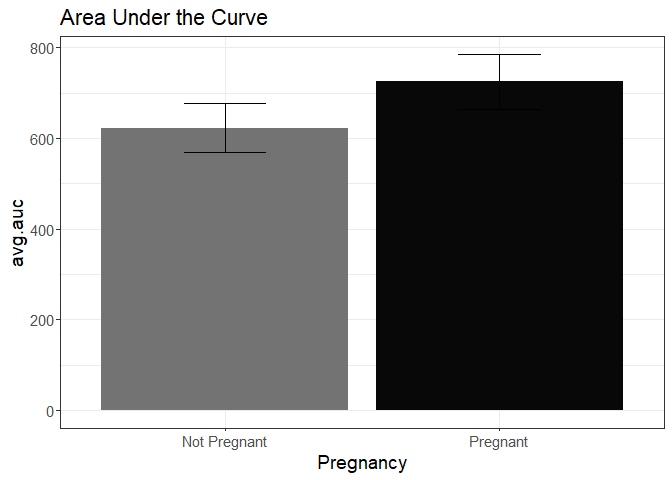 Area Under the Curve
800
600
400
200
0
avg.auc
Not Pregnant
Pregnant
Pregnancy